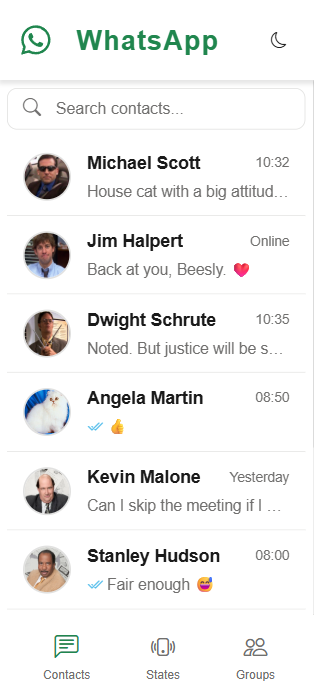 WhatsApp
Search contacts...
Michael Scott 10:32
House cat with a big attitud...
Jim Halpert Online
Back at you, Beesly. ❤️
Dwight Schrute 10:35
Noted. But justice will be s...
Angela Martin 08:50
👍
Kevin Malone Yesterday
Can I skip the meeting if I ...
Stanley Hudson 08:00
Fair enough 😅
Contacts States Groups